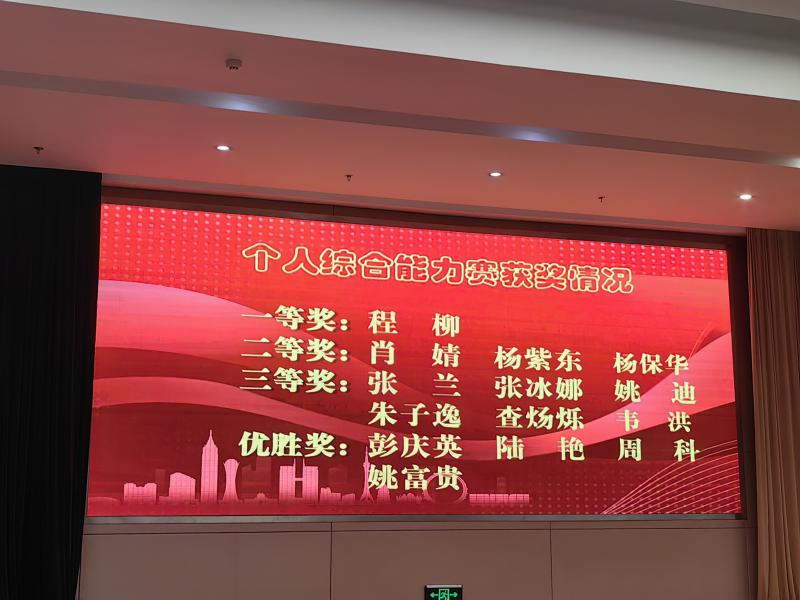 个人综合能力赛获奖情况
一等奖：程 柳
二等奖：肖 婧 杨紫东 杨保华
三等奖：张 兰 张冰娜 姚 迪
朱子逸 查炀烁 韦 洪
优胜奖：彭庆英 陆 艳 周 科
姚富贵